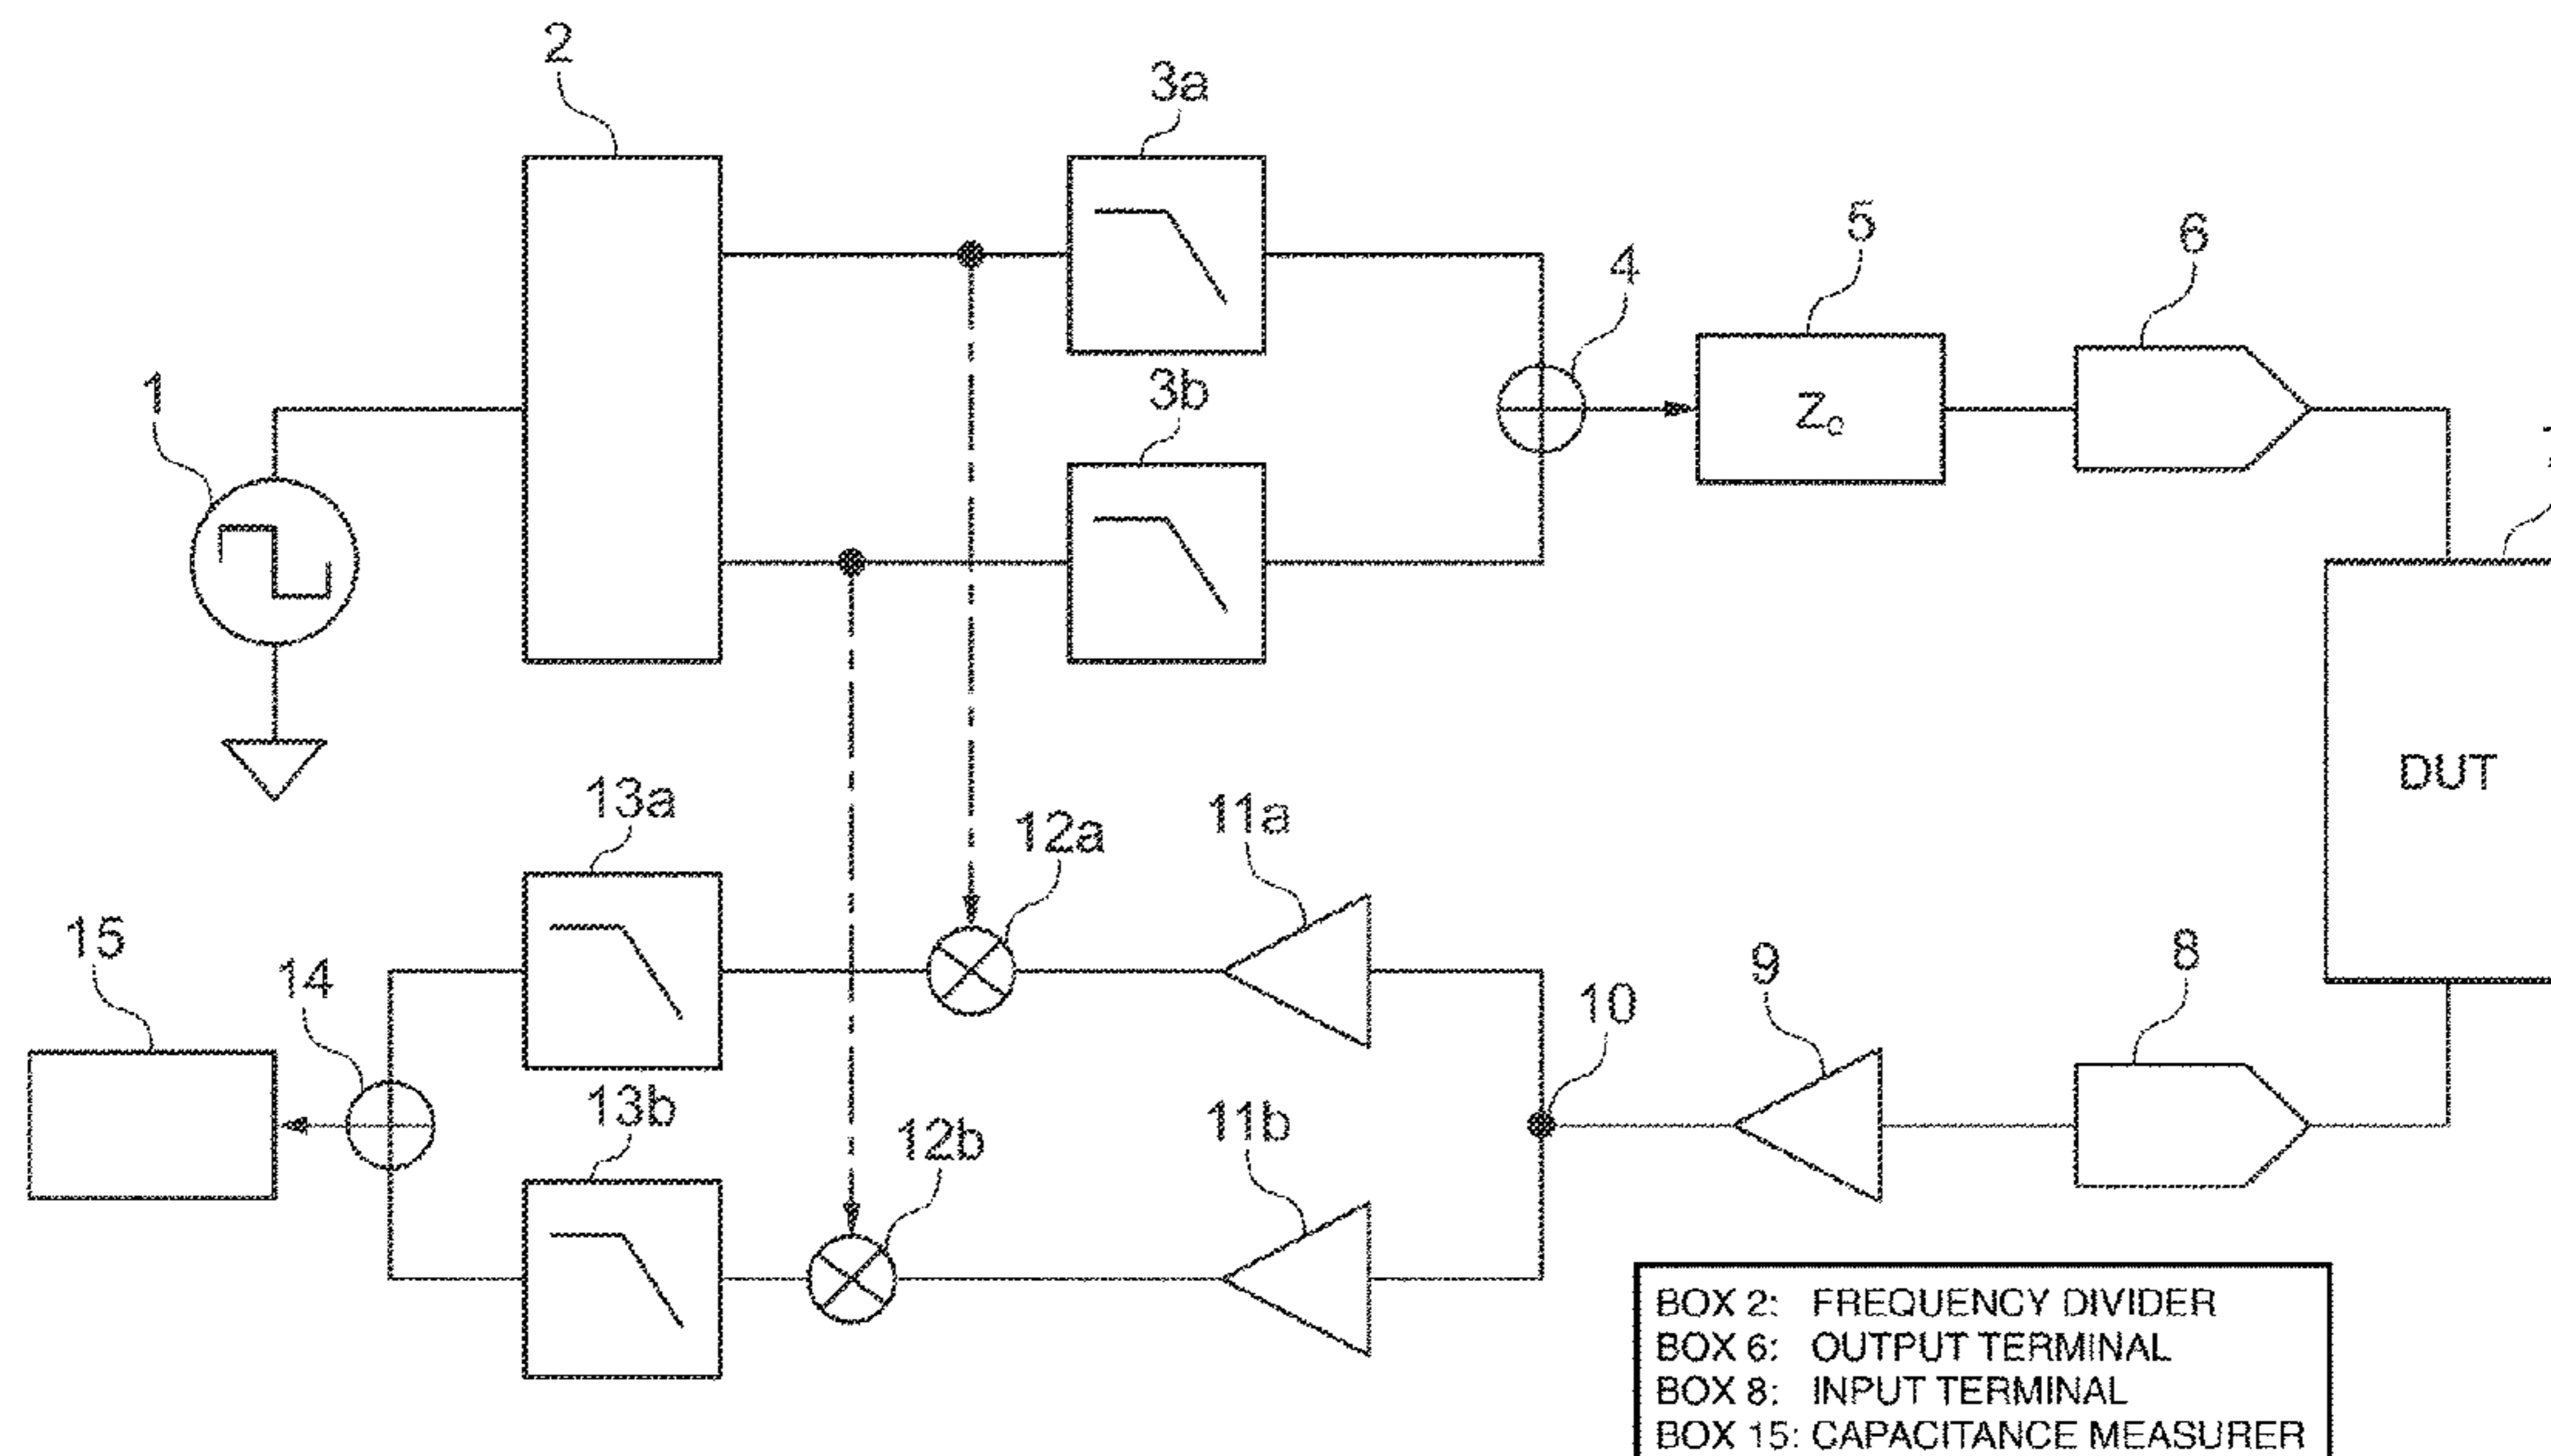 2
3a
3b
1
4
5
6
Z₀
DUT
13a
12a
11a
15
14
10
9
8
13b
12b
11b
BOX 2: FREQUENCY DIVIDER
BOX 6: OUTPUT TERMINAL
BOX 8: INPUT TERMINAL
BOX 15: CAPACITANCE MEASURER